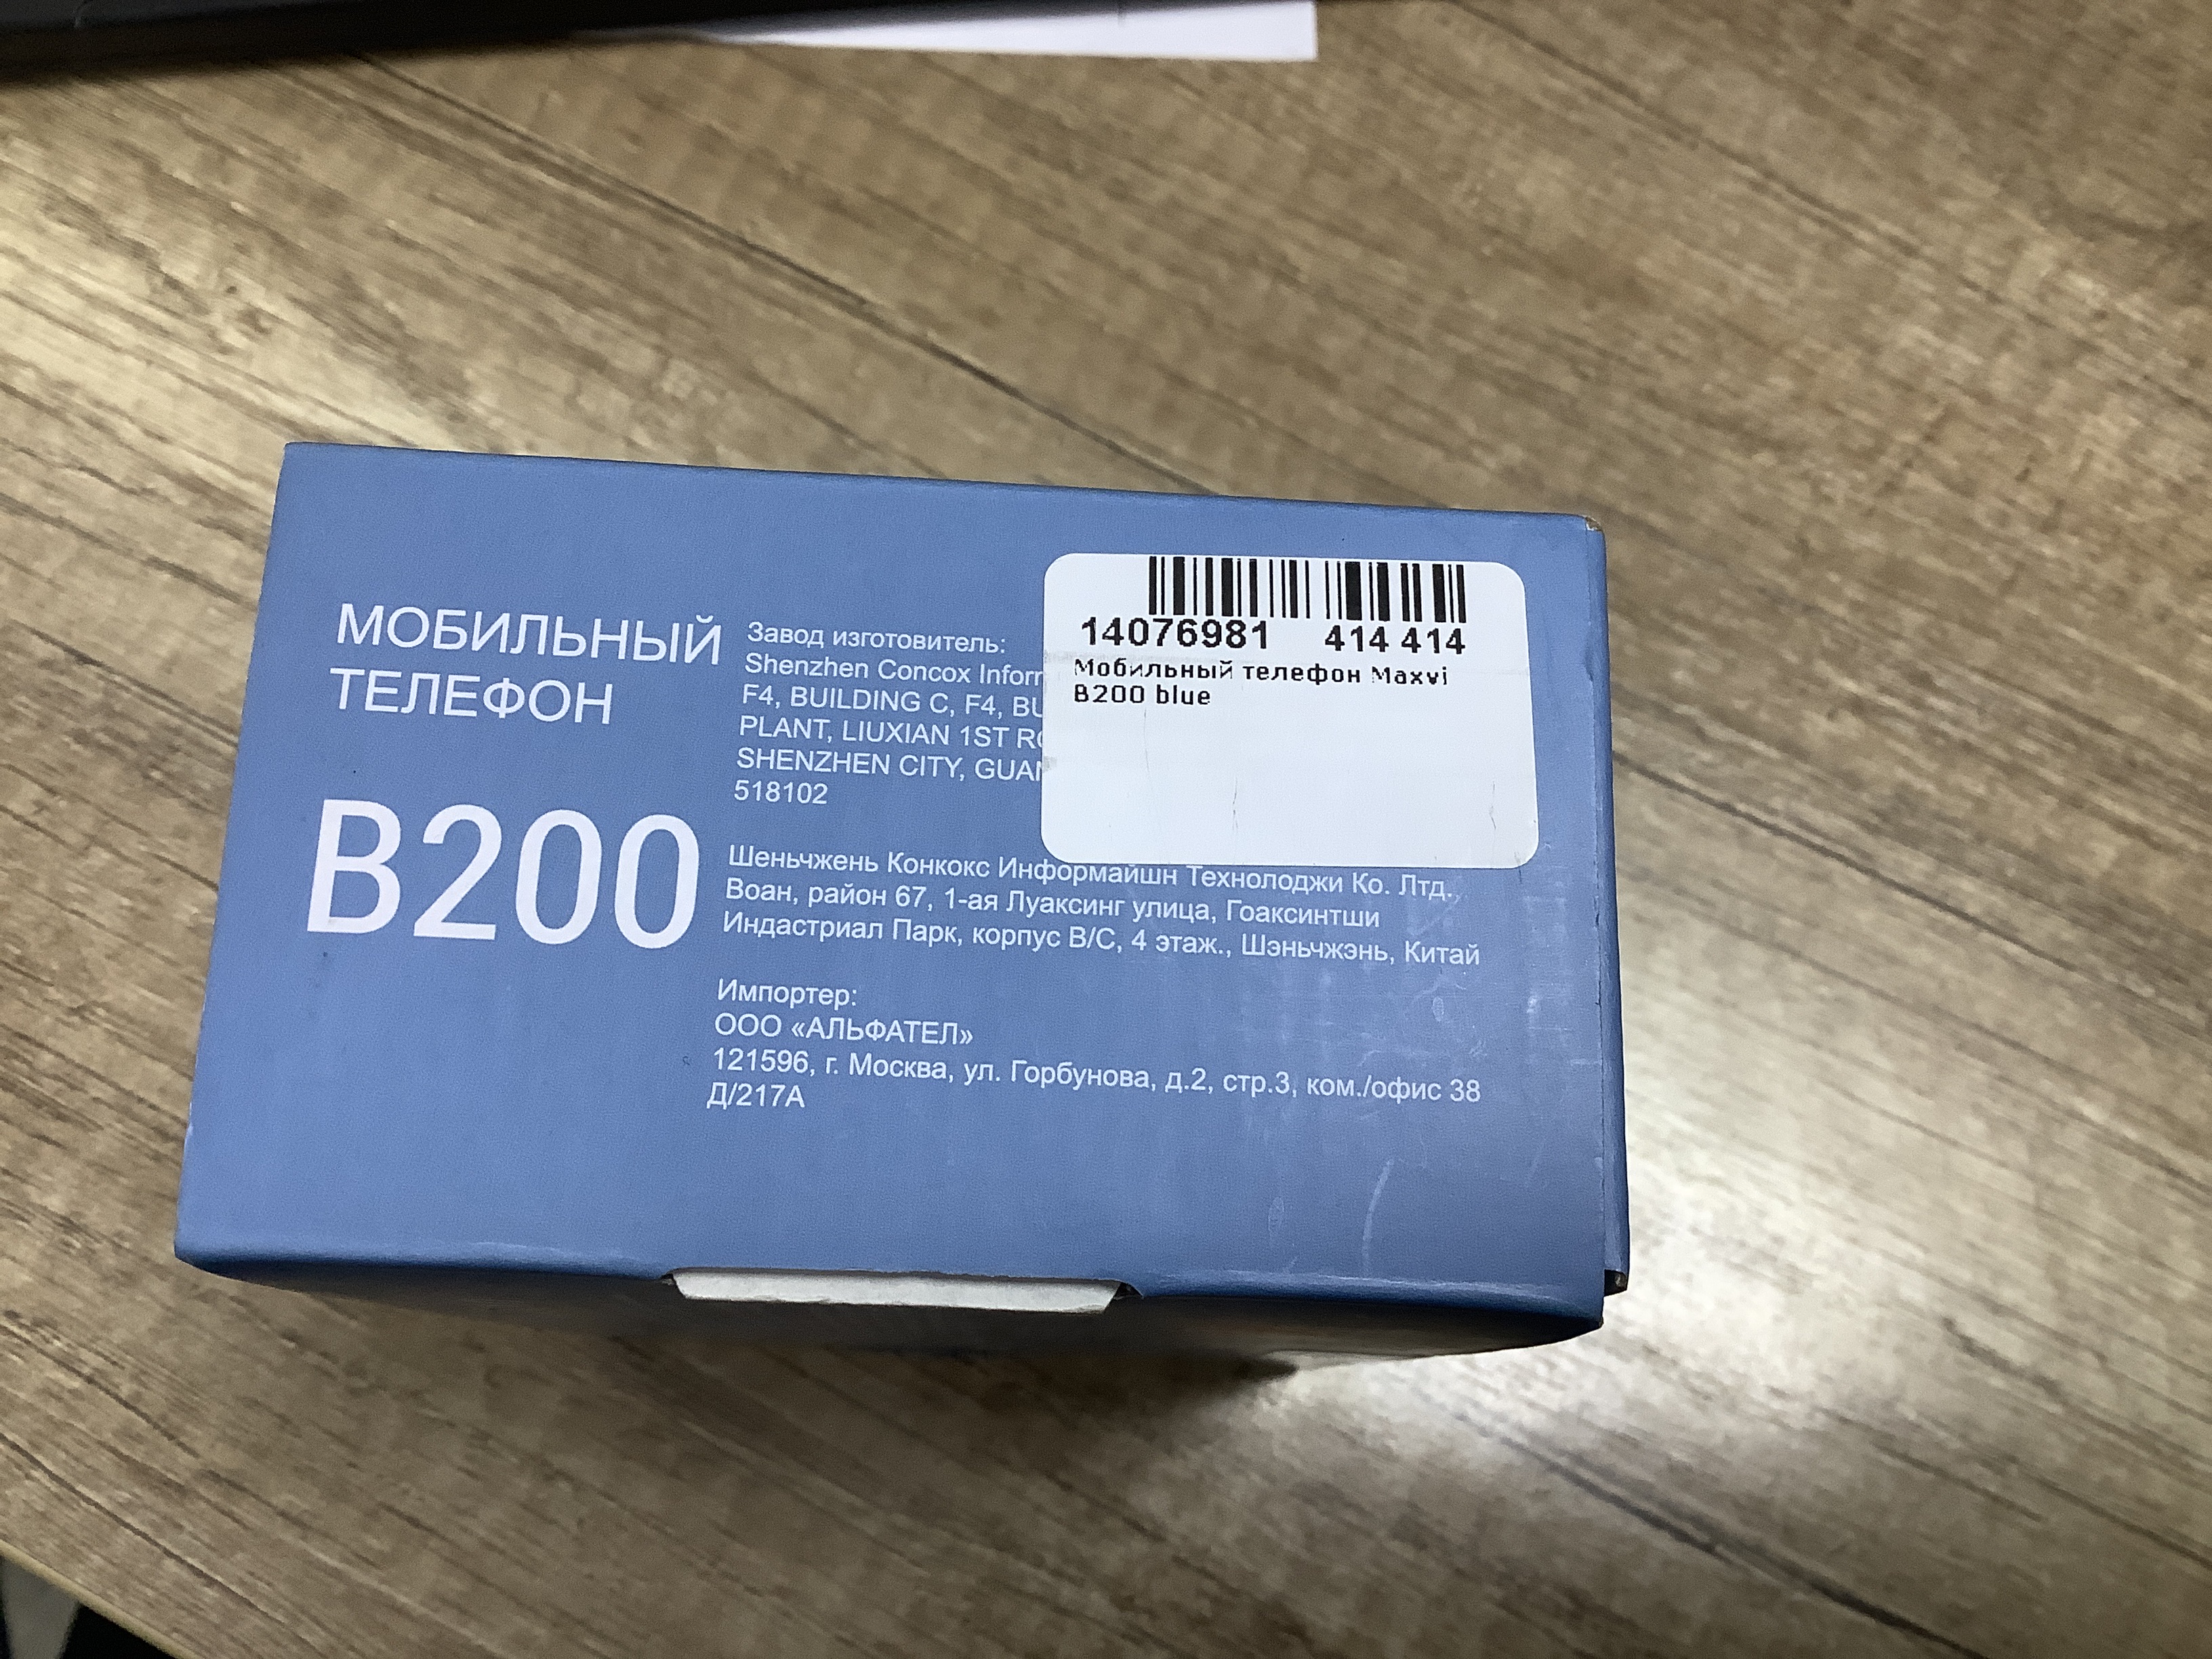 МОБИЛЬНЫЙ
ТЕЛЕФОН
B200
Завод изготовитель:
Shenzhen Concox
F4, BUILDING C, F4,
PLANT, LIUXIAN 1ST
SHENZHEN CITY,
518102
Шеньчжень Конкокс Информайшн Технолоджи Ко. Лтд.,
Воан, район 67, 1-ая Луаксинг улица, Гоаксинтши
Индастриал Парк, корпус B/C, 4 этаж., Шэньчжэнь, Китай
Импортер:
ООО «АЛЬФАТЕЛ»
121596, г. Москва, ул. Горбунова, д.2, стр.3, ком./офис 38
Д/217А
14076981 414 414
Мобильный телефон Maxvi
B200 blue